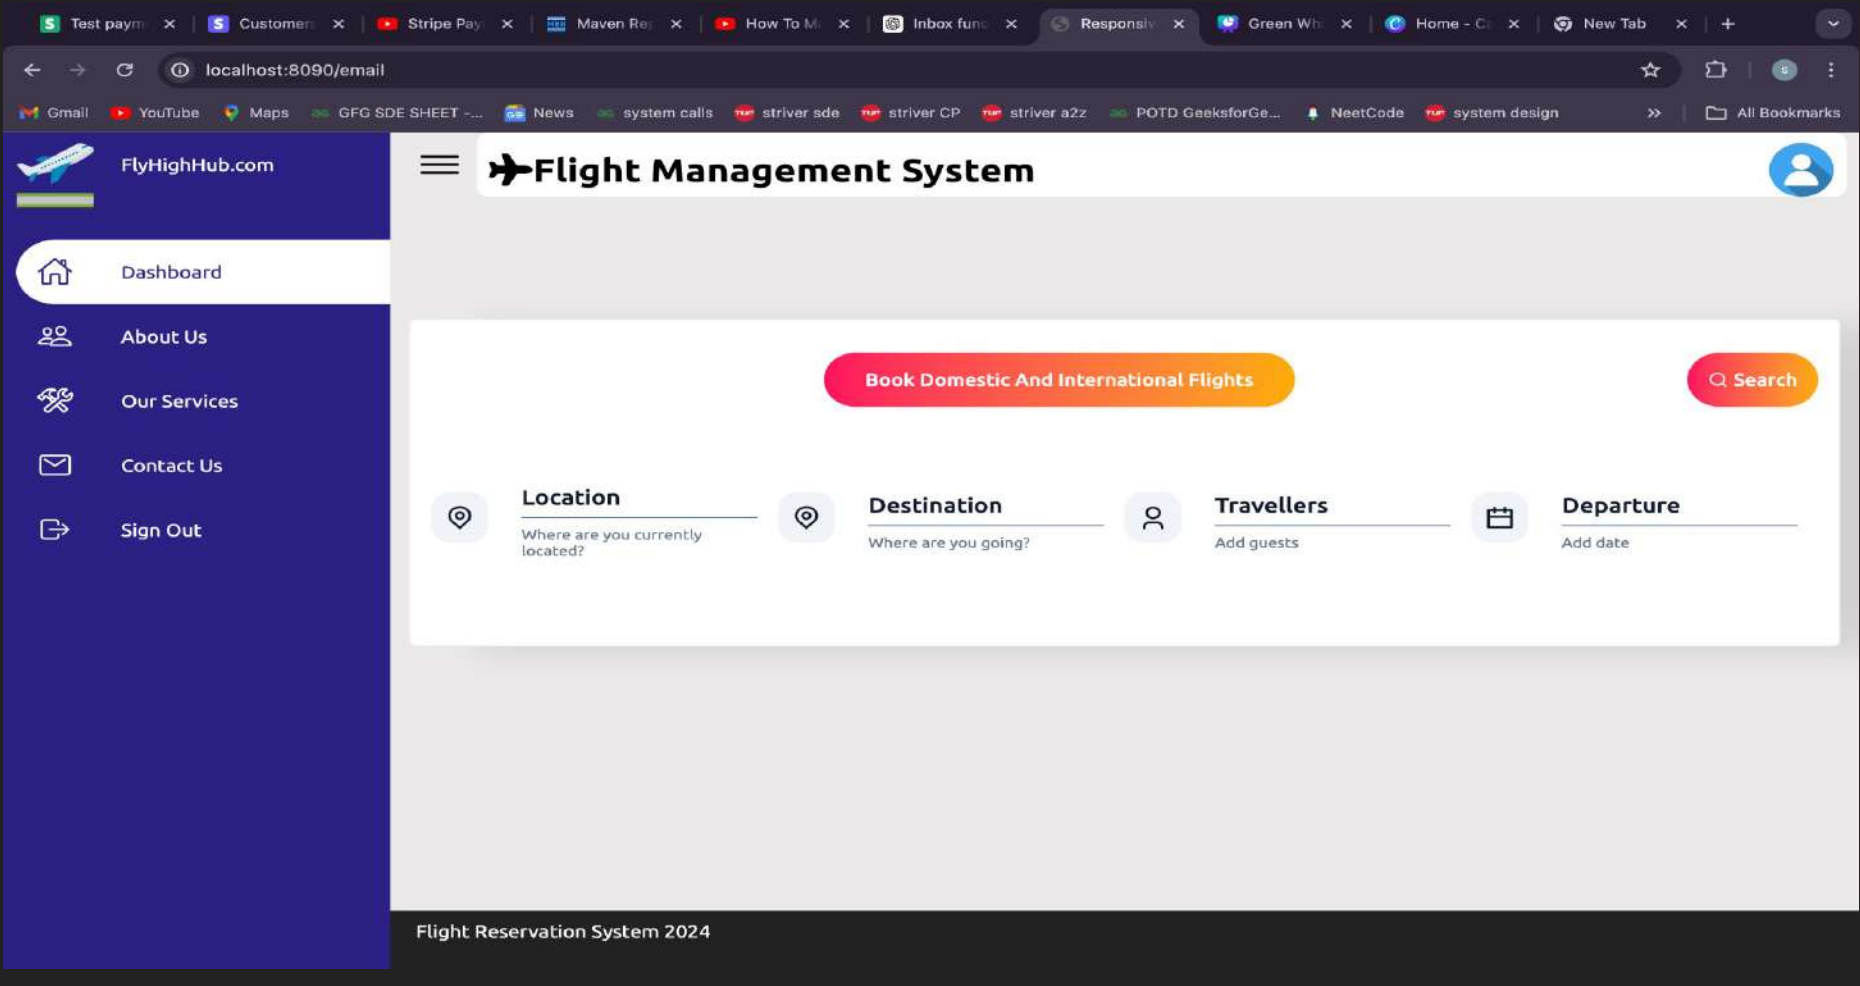 Test paym
Customer
Stripe Pay
Maven Re
How To M
Inbox func
Responsiv
Green Wh
Home - C
New Tab
localhost:8090/email
Gmail
YouTube
Maps
GFG SDE SHEET -...
News
system calls
striver sde
striver CP
striver a2z
POTD GeeksforGe...
NeetCode
system design
All Bookmarks
FlyHighHub.com
Flight Management System
Dashboard
About Us
Our Services
Contact Us
Sign Out
Book Domestic And International Flights
Search
Location
Where are you currently
located?
Destination
Where are you going?
Travellers
Add guests
Departure
Add date
Flight Reservation System 2024